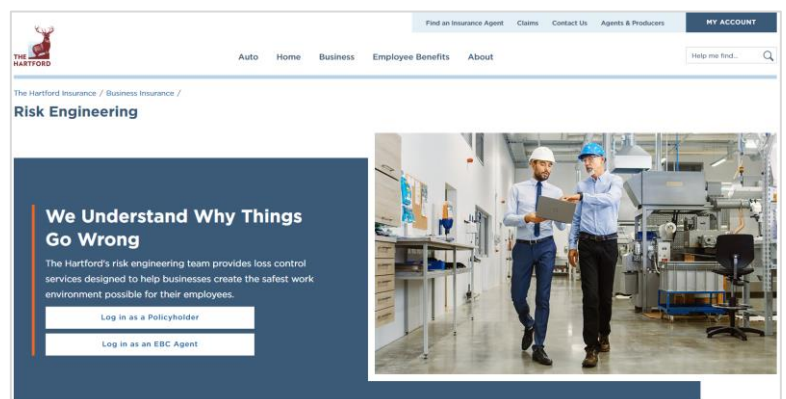 Find an Insurance Agent Claims Contact Us Agents & Producers MY ACCOUNT
THE
HARTFORD
Auto Home Business Employee Benefits About
Help me find...
The Hartford Insurance / Business Insurance /
Risk Engineering
We Understand Why Things
Go Wrong
The Hartford's risk engineering team provides loss control
services designed to help businesses create the safest work
environment possible for their employees.
Log in as a Policyholder
Log in as an EBC Agent